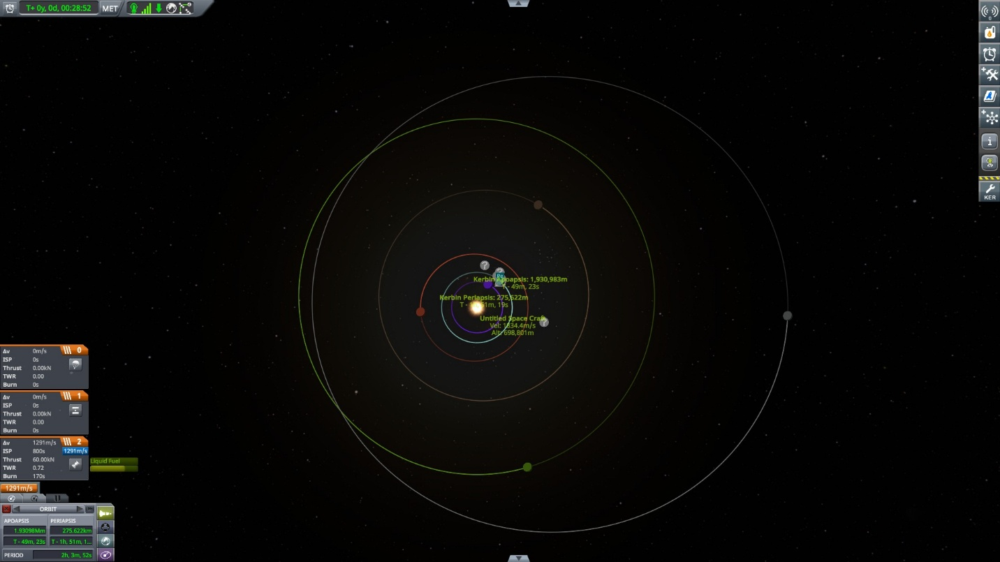 T+ 0y, 0d, 00:28:52 MET
0
KER
Kerbin Apoapsis: 1,930,983m
T - 49m, 23s
Kerbin Periapsis: 275,622m
19s
Untitled Space Craft
Vel: 1834.4m/s
Alt: 698,801m
Δv 0m/s 0
ISP 0s
Thrust 0.00kN
TWR 0.00
Burn 0s
Δv 0m/s 1
ISP 0s
Thrust 0.00kN
TWR 0.00
Burn 0s
Δv 1291m/s 2
ISP 800s 1291m/s
Thrust 60.00kN
TWR 0.72
Burn 170s
Liquid Fuel
1291m/s
ORBIT
APOAPSIS PERIAPSIS
1.93098Mm 275.622km
T - 49m, 23s T - 1h, 51m, 1...
PERIOD 2h, 3m, 52s